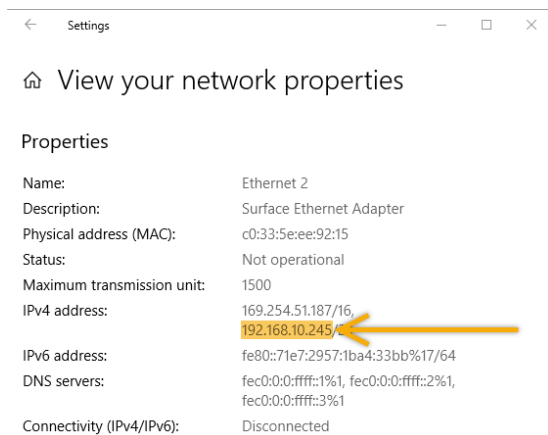 Settings
View your network properties
Properties
Name: Ethernet 2
Description: Surface Ethernet Adapter
Physical address (MAC): c0:33:5e:ee:92:15
Status: Not operational
Maximum transmission unit: 1500
IPv4 address: 169.254.51.187/16,
192.168.10.245/
IPv6 address: fe80::71e7:2957:1ba4:33bb%17/64
DNS servers: fec0:0:0:ffff::1%1, fec0:0:0:ffff::2%1,
fec0:0:0:ffff::3%1
Connectivity (IPv4/IPv6): Disconnected